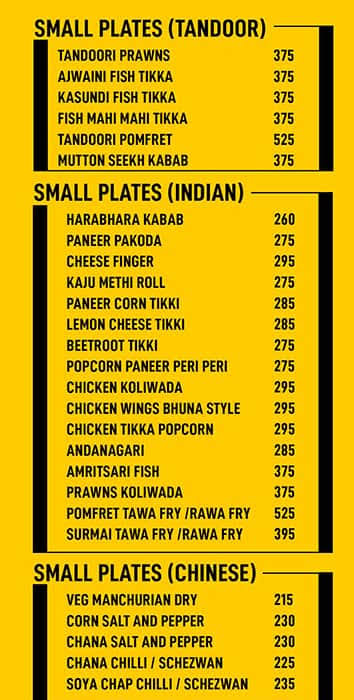 SMALL PLATES (TANDOOR)
TANDOORI PRAWNS 375
AJWAINI FISH TIKKA 375
KASUNDI FISH TIKKA 375
FISH MAHI MAHI TIKKA 375
TANDOORI POMFRET 525
MUTTON SEEKH KABAB 375
SMALL PLATES (INDIAN)
HARABHARA KABAB 260
PANEER PAKODA 275
CHEESE FINGER 295
KAJU METHI ROLL 275
PANEER CORN TIKKI 285
LEMON CHEESE TIKKI 285
BEETROOT TIKKI 275
POPCORN PANEER PERI PERI 275
CHICKEN KOLIWADA 295
CHICKEN WINGS BHUNA STYLE 295
CHICKEN TIKKA POPCORN 295
ANDANAGARI 285
AMRITSARI FISH 375
PRAWNS KOLIWADA 375
POMFRET TAWA FRY /RAWA FRY 525
SURMAI TAWA FRY /RAWA FRY 395
SMALL PLATES (CHINESE)
VEG MANCHURIAN DRY 215
CORN SALT AND PEPPER 230
CHANA SALT AND PEPPER 230
CHANA CHILLI / SCHEZWAN 225
SOYA CHAP CHILLI / SCHEZWAN 235